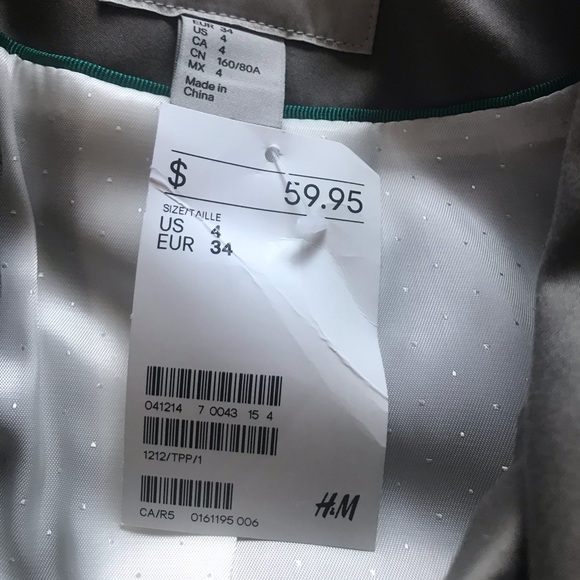 EUR 34
US 4
CA 4
CN 160/80A
MX 4
Made in
China
$ 59.95
SIZE/TAILLE
US 4
EUR 34
041214 7 0043 15 4
1212/TPP/1
CA/R5 0161195 006
H&M